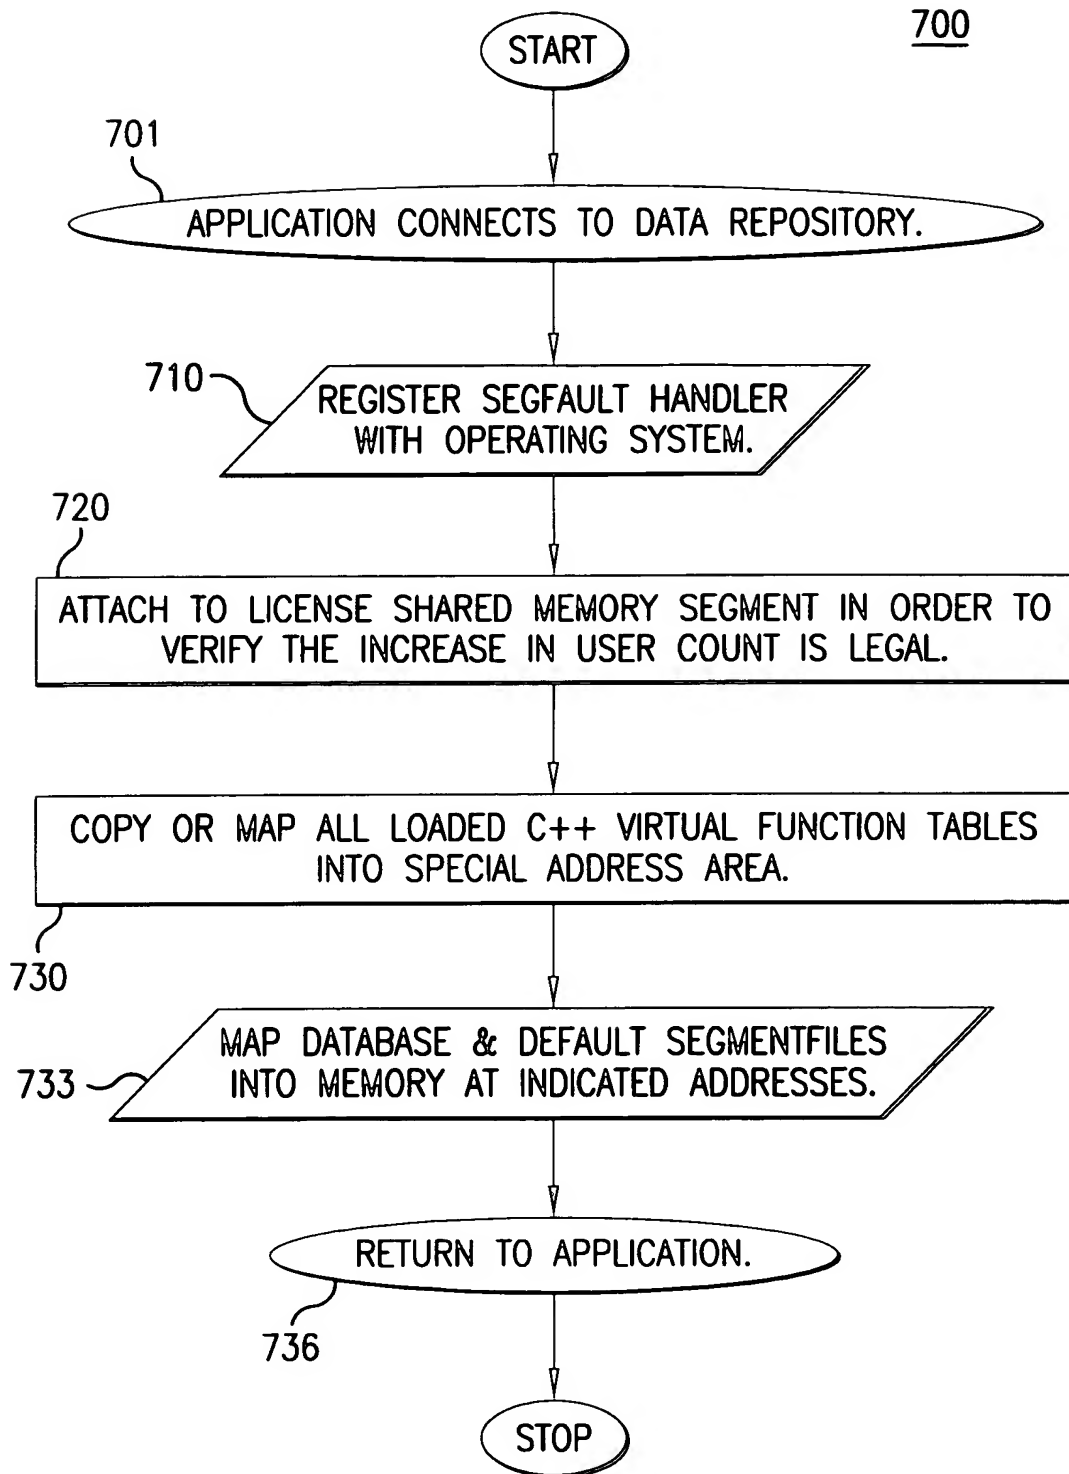 700
START
701
APPLICATION CONNECTS TO DATA REPOSITORY.
710
REGISTER SEGFAULT HANDLER
WITH OPERATING SYSTEM.
720
ATTACH TO LICENSE SHARED MEMORY SEGMENT IN ORDER TO
VERIFY THE INCREASE IN USER COUNT IS LEGAL.
COPY OR MAP ALL LOADED C++ VIRTUAL FUNCTION TABLES
INTO SPECIAL ADDRESS AREA.
730
MAP DATABASE & DEFAULT SEGMENTFILES
INTO MEMORY AT INDICATED ADDRESSES.
733
RETURN TO APPLICATION.
736
STOP